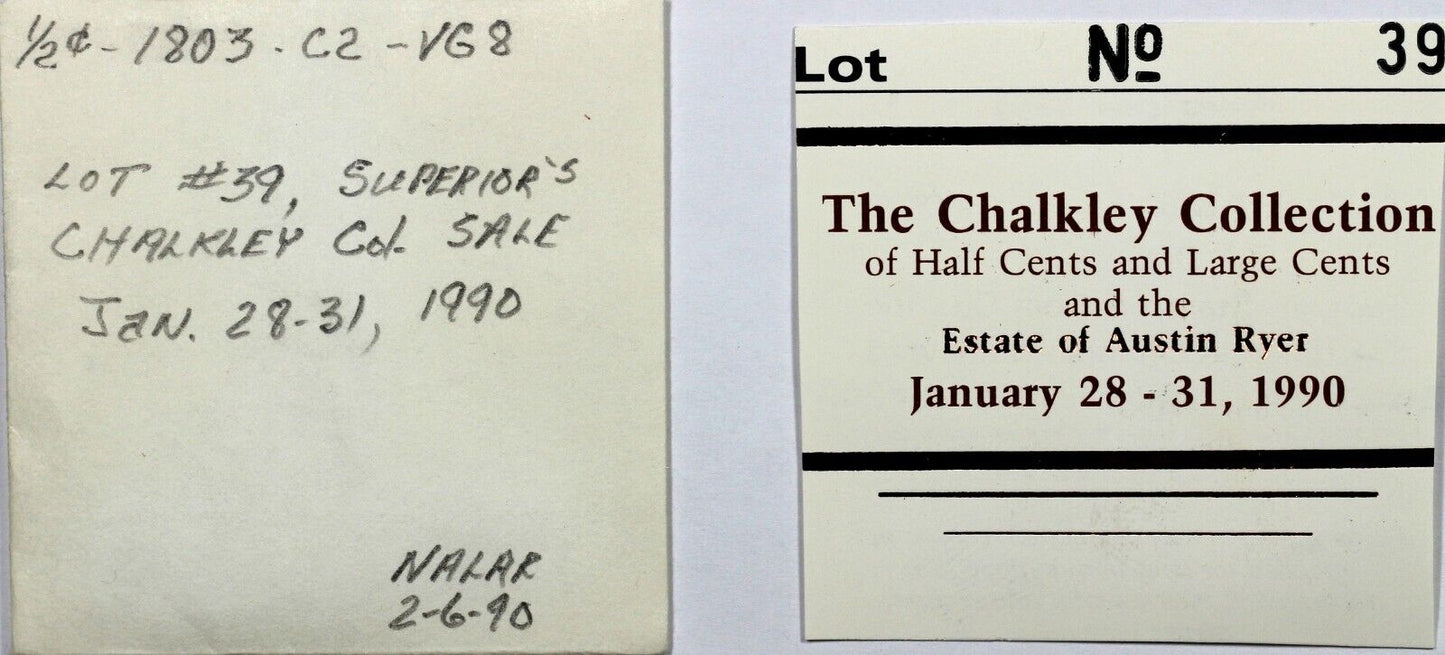 ½¢ - 1803 - C2 - VG8
LOT #39, SUPERIOR'S
CHALKLEY Col. SALE
JAN. 28-31, 1990
NALAR
2-6-90
Lot Nº 39
The Chalkley Collection
of Half Cents and Large Cents
and the
Estate of Austin Ryer
January 28 - 31, 1990